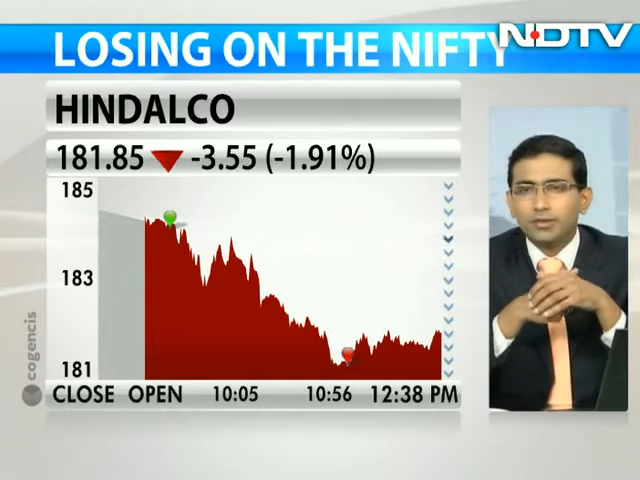 LOSING ON THE NIFTY
NDTV
HINDALCO
181.85 -3.55 (-1.91%)
185
183
181
cogencis
CLOSE OPEN 10:05 10:56 12:38 PM